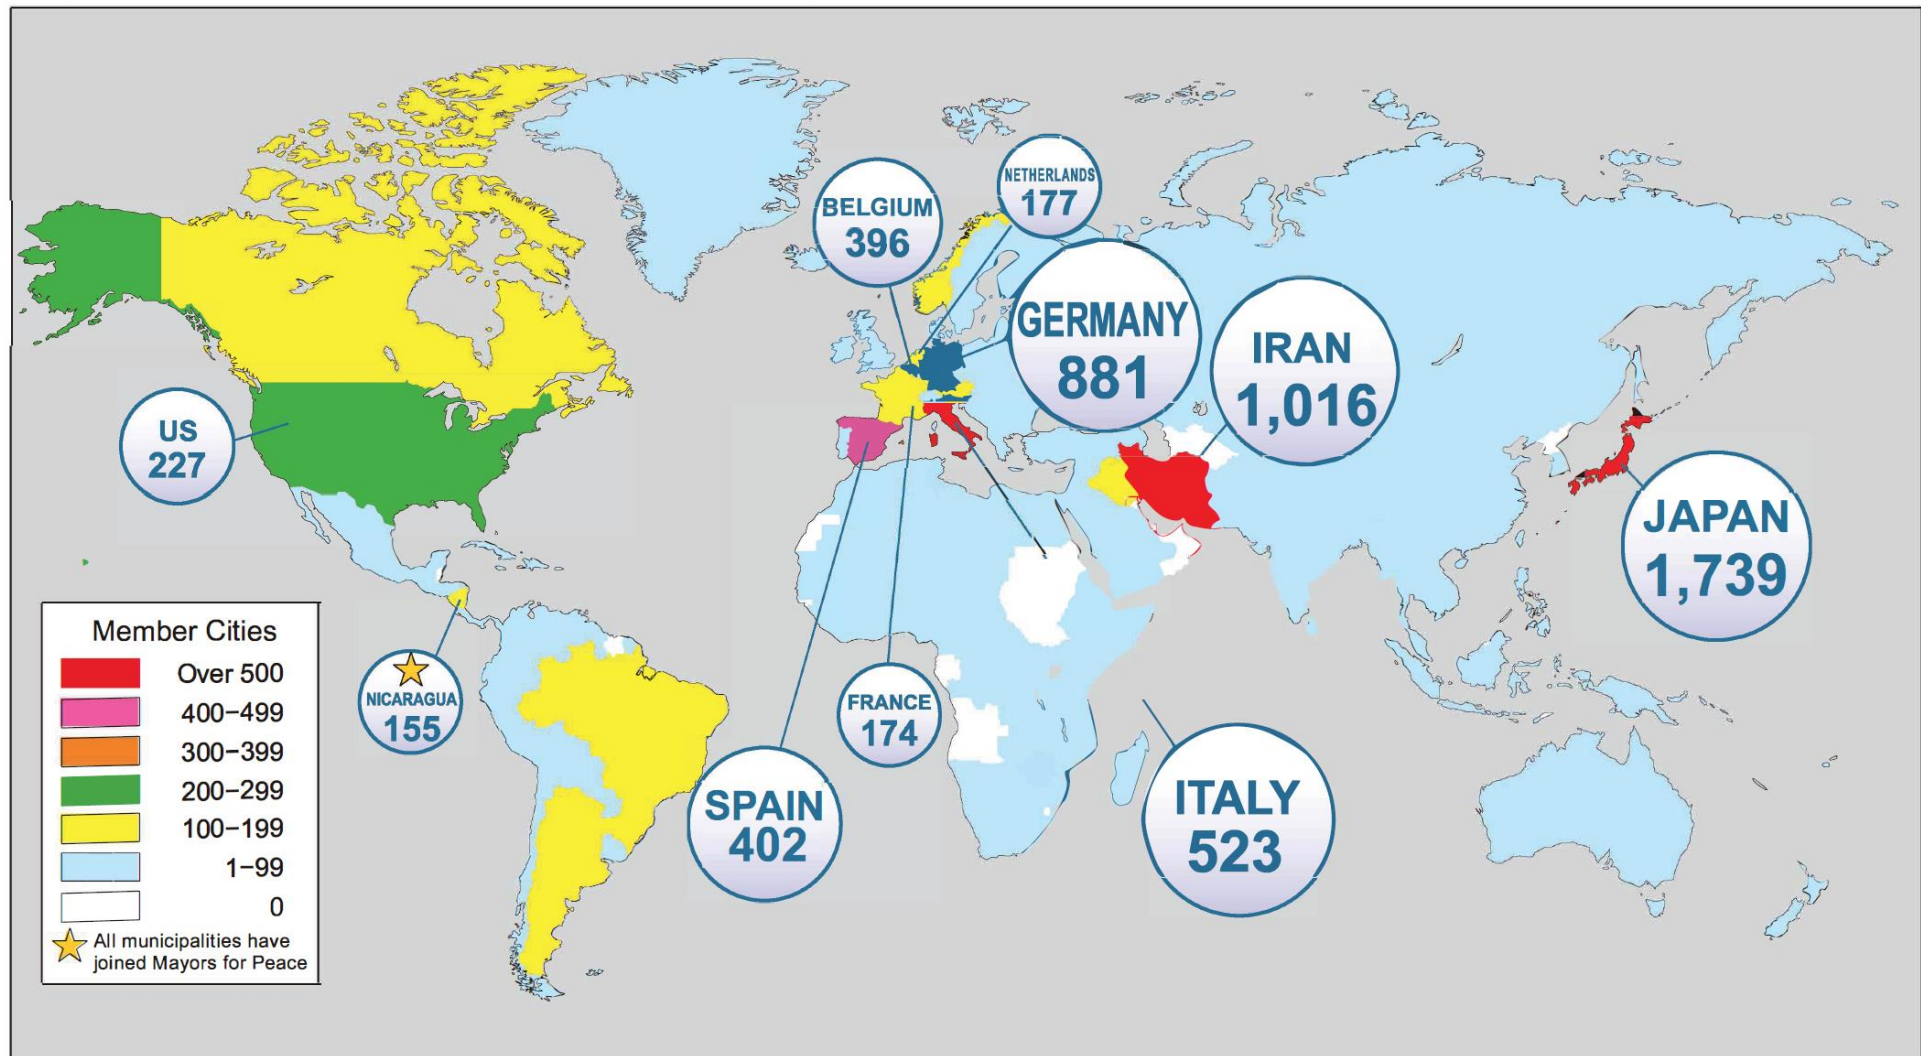 NETHERLANDS
177
BELGIUM
396
GERMANY
881
IRAN
1,016
US
227
JAPAN
1,739
NICARAGUA
155
FRANCE
174
SPAIN
402
ITALY
523
Member Cities
Over 500
400–499
300–399
200–299
100–199
1–99
0
All municipalities have
joined Mayors for Peace